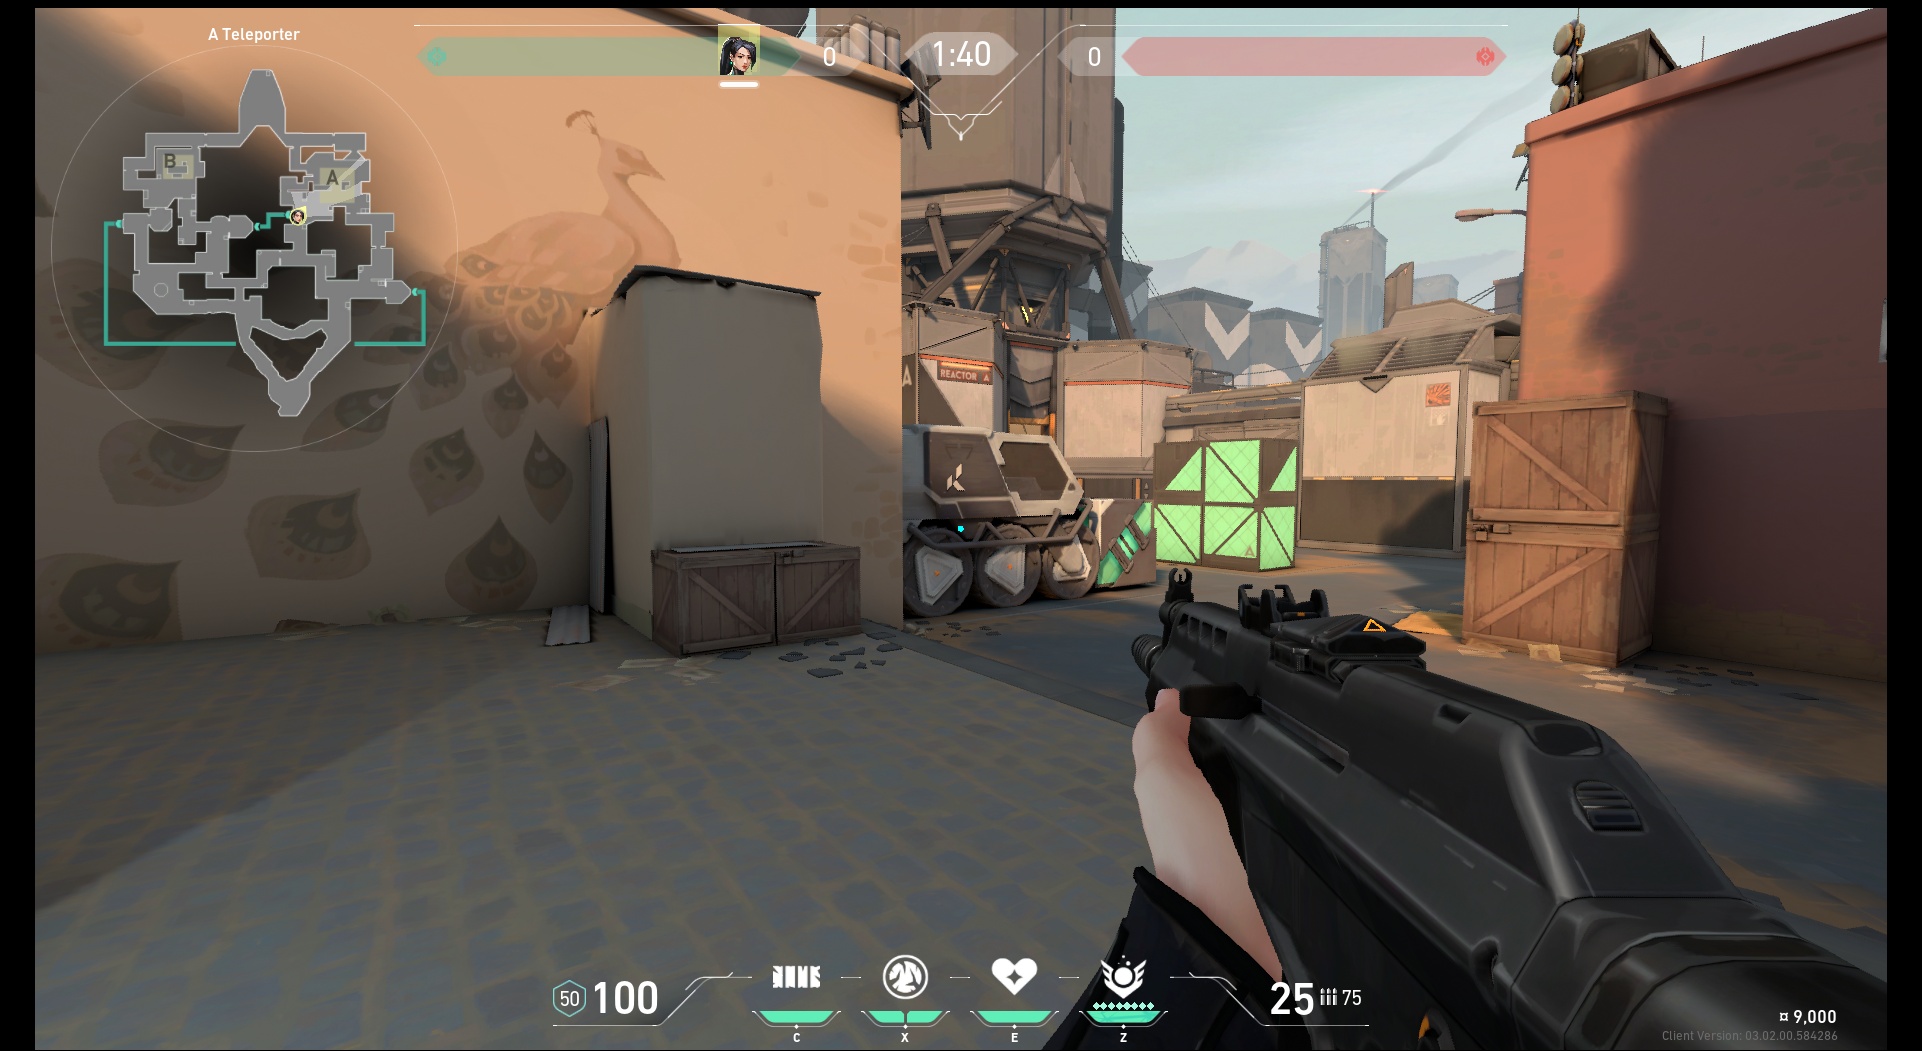 A Teleporter
0
1:40
0
B
A
A
REACTOR A
A
50
100
25
75
C
X
E
Z
¤ 9,000
Client Version: 03.02.00.584286